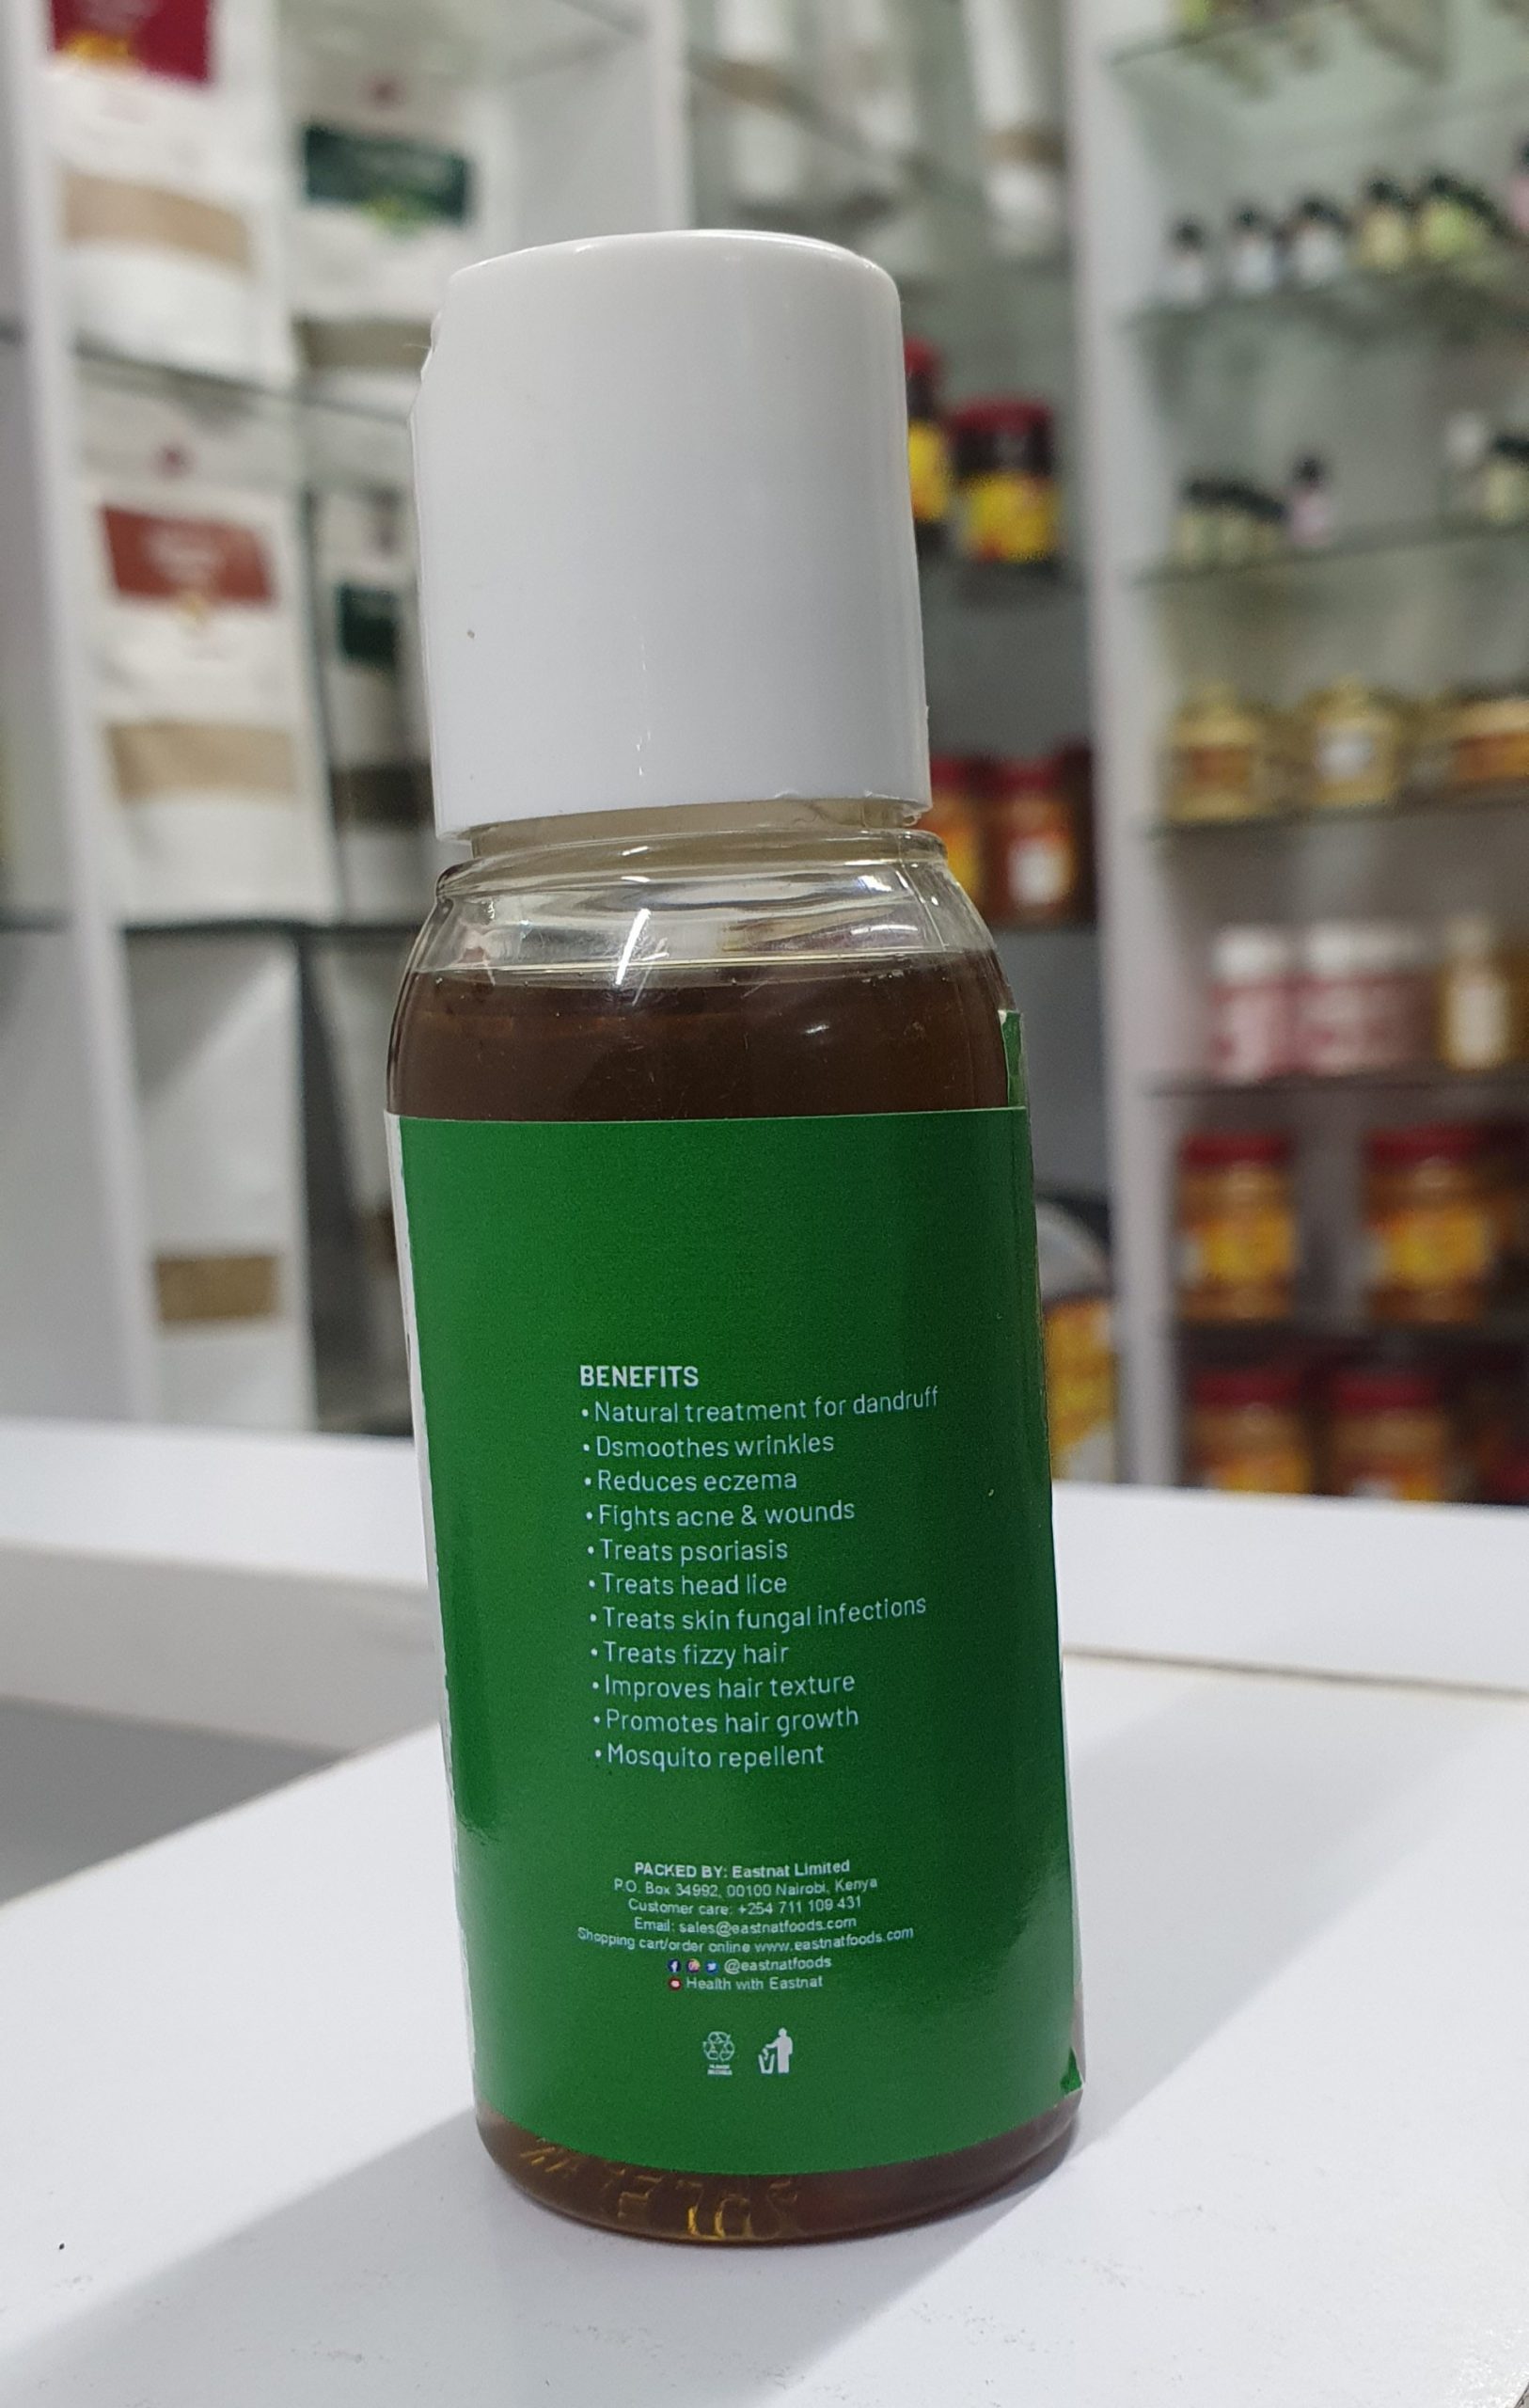 BENEFITS
• Natural treatment for dandruff
• Dsmoothes wrinkles
• Reduces eczema
• Fights acne & wounds
• Treats psoriasis
• Treats head lice
• Treats skin fungal infections
• Treats fizzy hair
• Improves hair texture
• Promotes hair growth
• Mosquito repellent
PACKED BY: Eastnat Limited
P.O. Box 34992, 00100 Nairobi, Kenya
Customer care: +254 711 109 431
Email: sales@eastnatfoods.com
Shopping cart/order online www.eastnatfoods.com
@eastnatfoods
Health with Eastnat